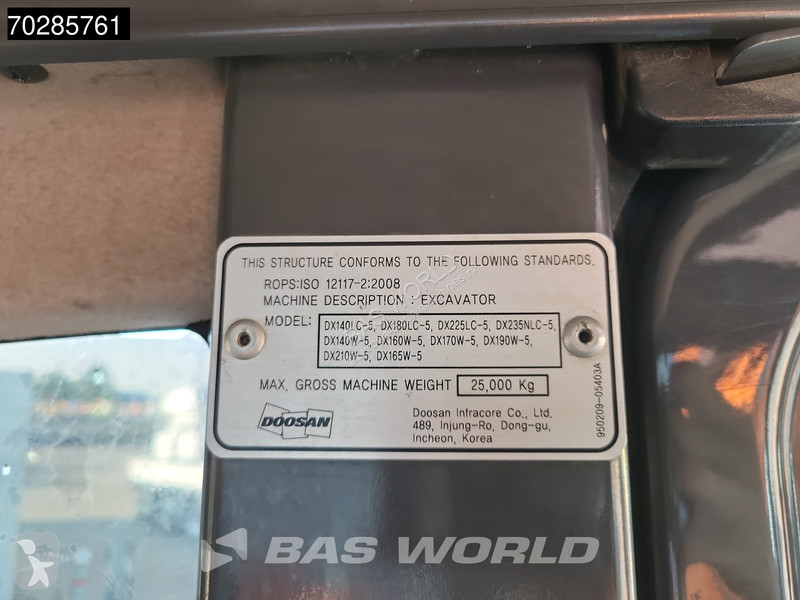 70285761
THIS STRUCTURE CONFORMS TO THE FOLLOWING STANDARDS.
ROPS:ISO 12117-2:2008
MACHINE DESCRIPTION : EXCAVATOR
MODEL:
DX140LC-5, DX180LC-5, DX225LC-5, DX235NLC-5,
DX140W-5, DX160W-5, DX170W-5, DX190W-5,
DX210W-5, DX165W-5
MAX. GROSS MACHINE WEIGHT 25,000 Kg
DOOSAN
Doosan Infracore Co., Ltd.
489, Injung-Ro, Dong-gu,
Incheon, Korea
950209-05403A
BAS WORLD